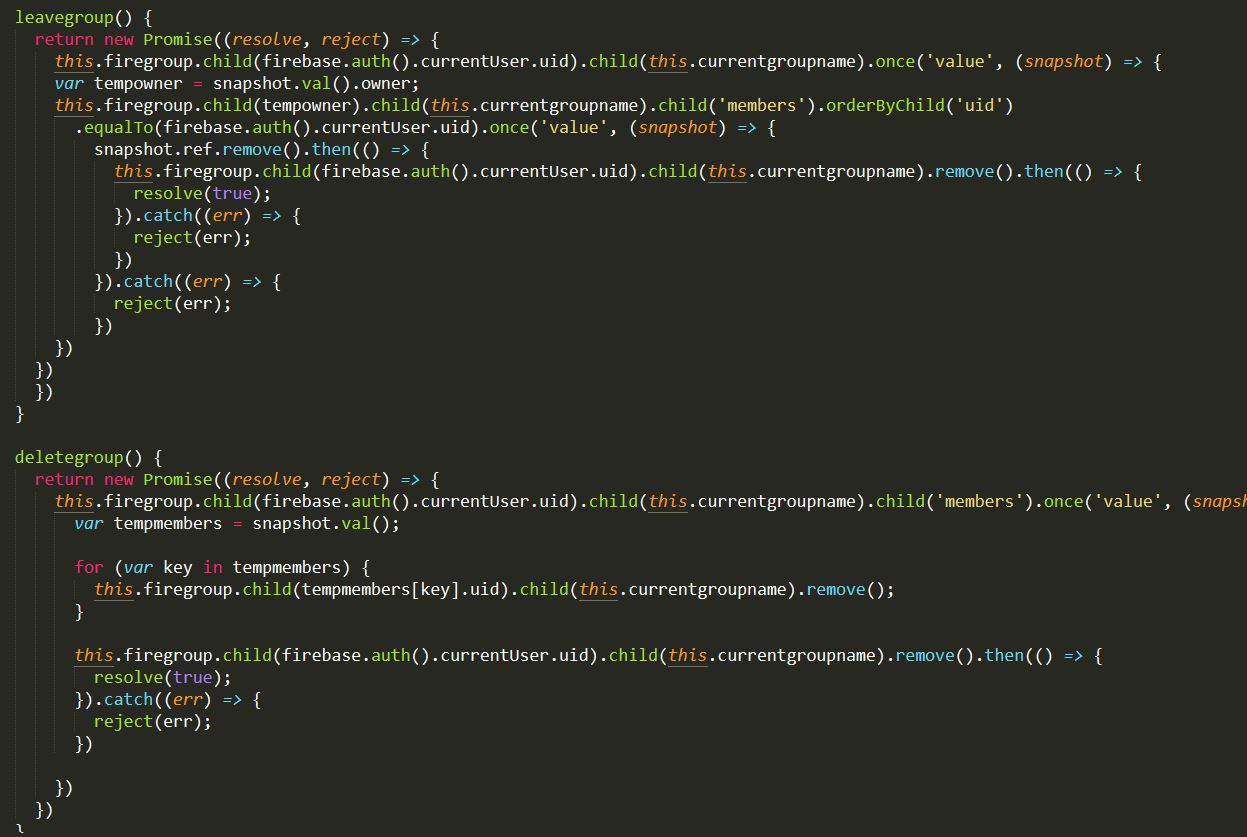 leavegroup() {
  return new Promise((resolve, reject) => {
    this.firegroup.child(firebase.auth().currentUser.uid).child(this.currentgroupname).once('value', (snapshot) => {
    var tempowner = snapshot.val().owner;
    this.firegroup.child(tempowner).child(this.currentgroupname).child('members').orderByChild('uid')
      .equalTo(firebase.auth().currentUser.uid).once('value', (snapshot) => {
        snapshot.ref.remove().then(() => {
          this.firegroup.child(firebase.auth().currentUser.uid).child(this.currentgroupname).remove().then(() => {
            resolve(true);
          }).catch((err) => {
            reject(err);
          })
        }).catch((err) => {
          reject(err);
        })
    })
  })
  })
}

deletegroup() {
  return new Promise((resolve, reject) => {
    this.firegroup.child(firebase.auth().currentUser.uid).child(this.currentgroupname).child('members').once('value', (snapsh
      var tempmembers = snapshot.val();

      for (var key in tempmembers) {
        this.firegroup.child(tempmembers[key].uid).child(this.currentgroupname).remove();
      }

      this.firegroup.child(firebase.auth().currentUser.uid).child(this.currentgroupname).remove().then(() => {
        resolve(true);
      }).catch((err) => {
        reject(err);
      })

    })
  })
}